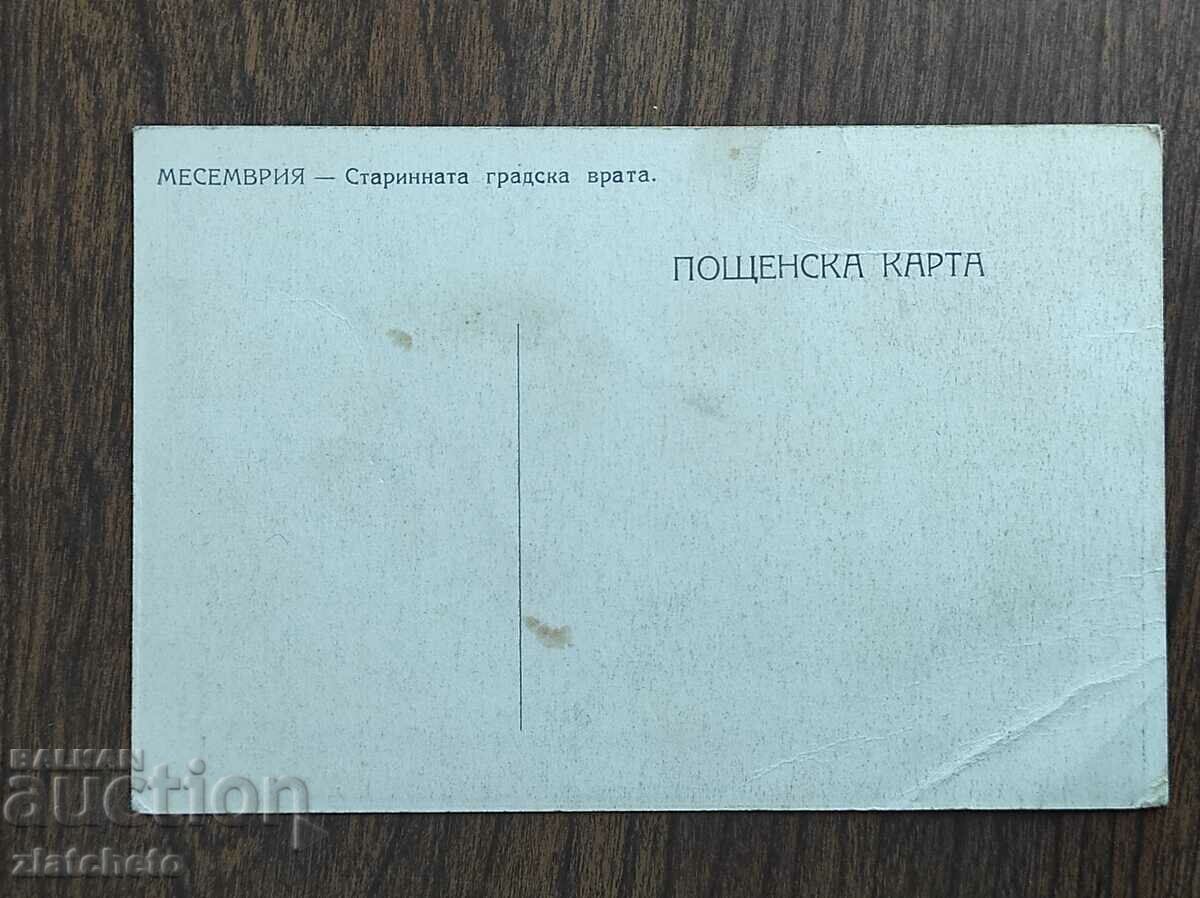 МЕСЕМВРИЯ — Старинната градска врата.
ПОЩЕНСКА КАРТА
BALKAN
auction
zlatcheto